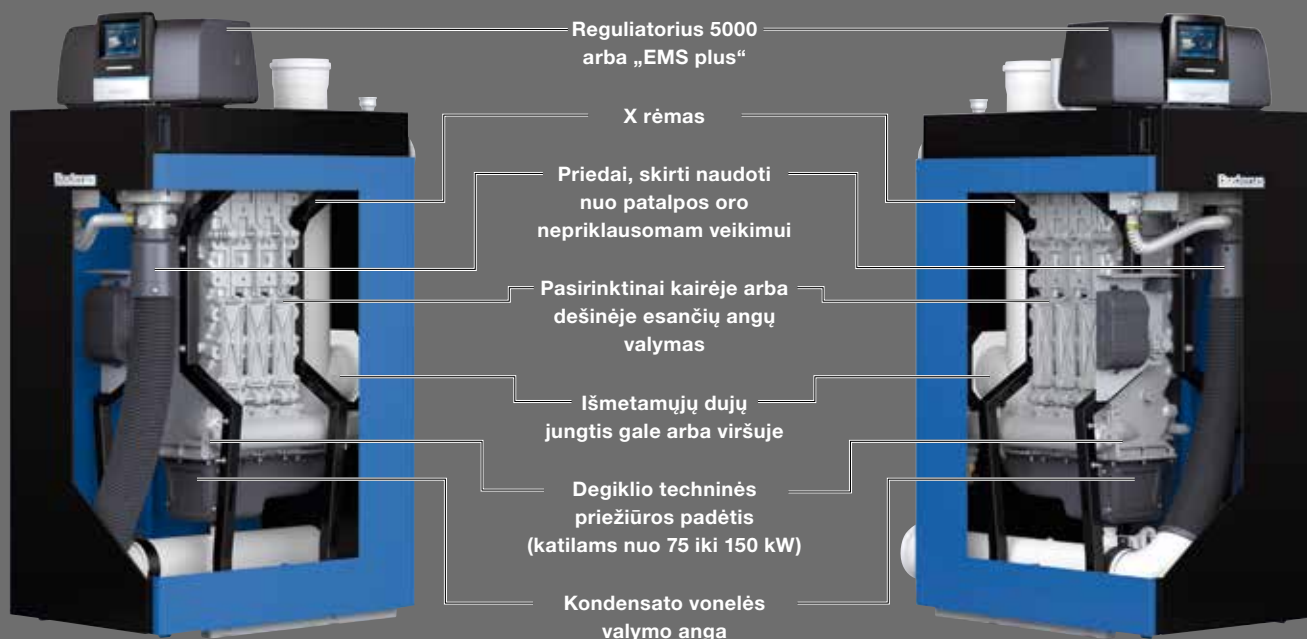 Reguliatorius 5000
arba „EMS plus“
X rėmas
Priedai, skirti naudoti
nuo patalpos oro
nepriklausomam veikimui
Pasirinktinai kairėje arba
dešinėje esančių angų
valymas
Išmetamųjų dujų
jungtis gale arba viršuje
Degiklio techninės
priežiūros padėtis
(katilams nuo 75 iki 150 kW)
Kondensato vonelės
valymo anga
Buderus
Buderus